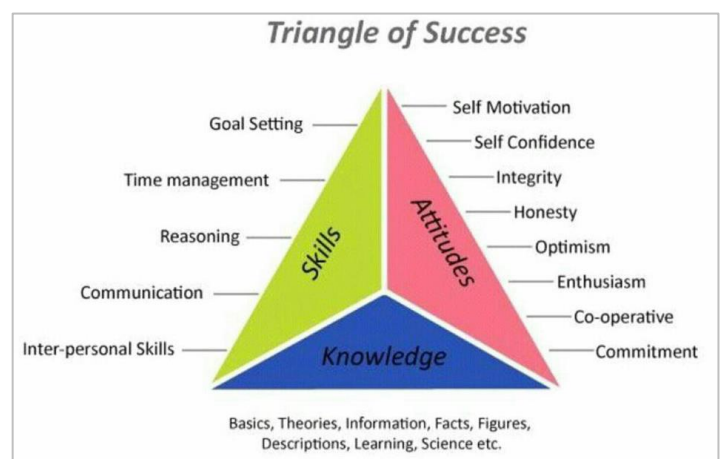 Triangle of Success
Goal Setting
Time management
Reasoning
Communication
Inter-personal Skills
Skills
Attitudes
Knowledge
Self Motivation
Self Confidence
Integrity
Honesty
Optimism
Enthusiasm
Co-operative
Commitment
Basics, Theories, Information, Facts, Figures,
Descriptions, Learning, Science etc.